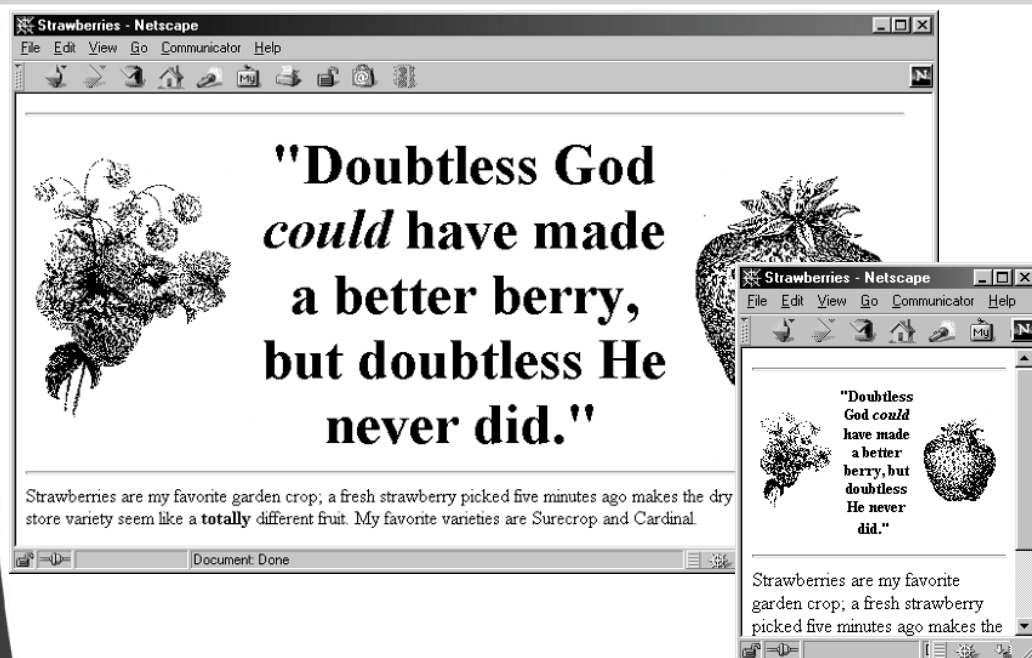 Strawberries - Netscape
File Edit View Go Communicator Help
My
N
"Doubtless God
could have made
a better berry,
but doubtless He
never did."
Strawberries are my favorite garden crop; a fresh strawberry picked five minutes ago makes the dry
store variety seem like a totally different fruit. My favorite varieties are Surecrop and Cardinal.
Document: Done
Strawberries - Netscape
File Edit View Go Communicator Help
My
N
"Doubtless
God could
have made
a better
berry, but
doubtless
He never
did."
Strawberries are my favorite
garden crop; a fresh strawberry
picked five minutes ago makes the